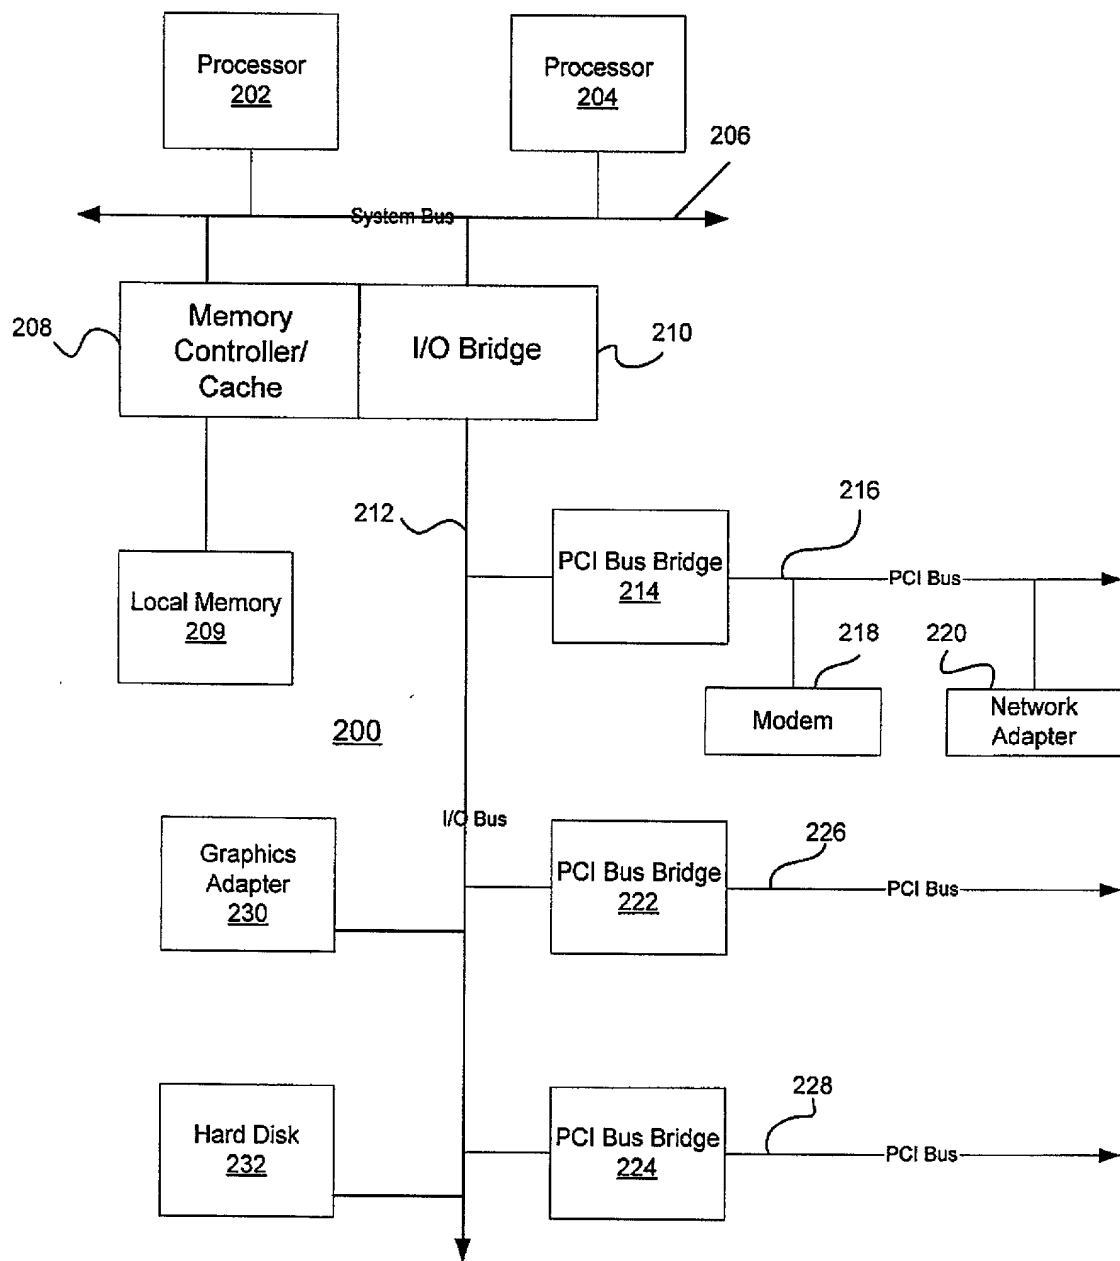 Processor
202
Processor
204
206
System Bus
208
Memory
Controller/
Cache
I/O Bridge
210
212
216
PCI Bus Bridge
214
PCI Bus
Local Memory
209
218
220
Modem
Network
Adapter
200
I/O Bus
Graphics
Adapter
230
PCI Bus Bridge
222
226
PCI Bus
Hard Disk
232
PCI Bus Bridge
224
228
PCI Bus